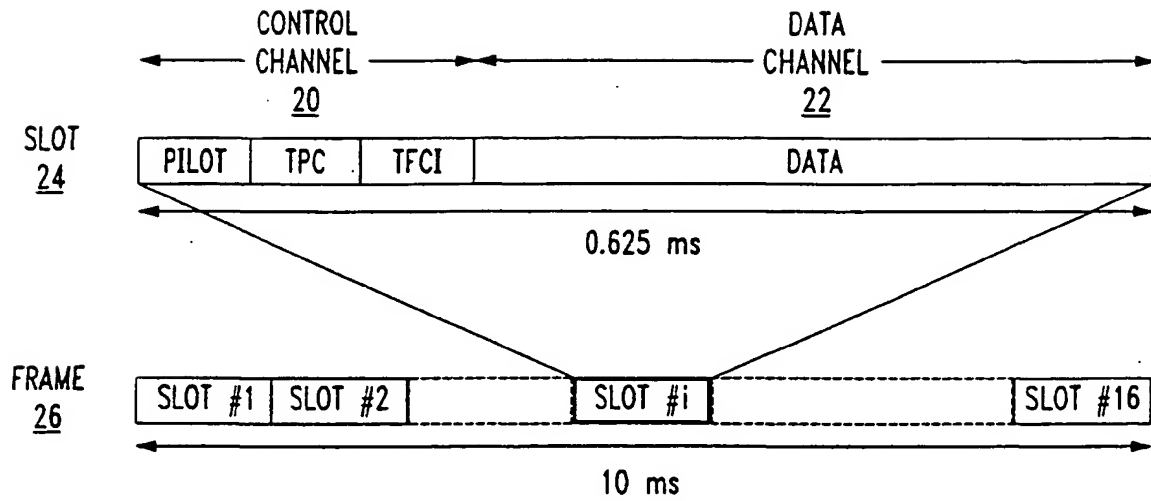 CONTROL
CHANNEL
20
DATA
CHANNEL
22
SLOT
24
PILOT TPC TFCI DATA
0.625 ms
FRAME
26
SLOT #1 SLOT #2 SLOT #i SLOT #16
10 ms